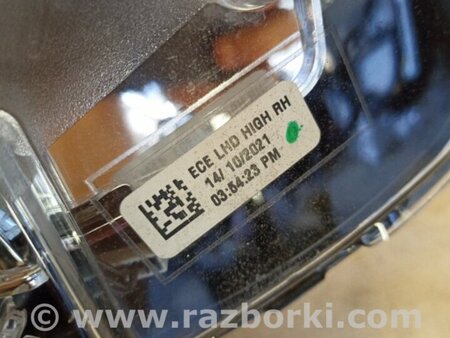 ECE LHD HIGH RH
14/10/2021
03:54:23 PM
www.razborki.com